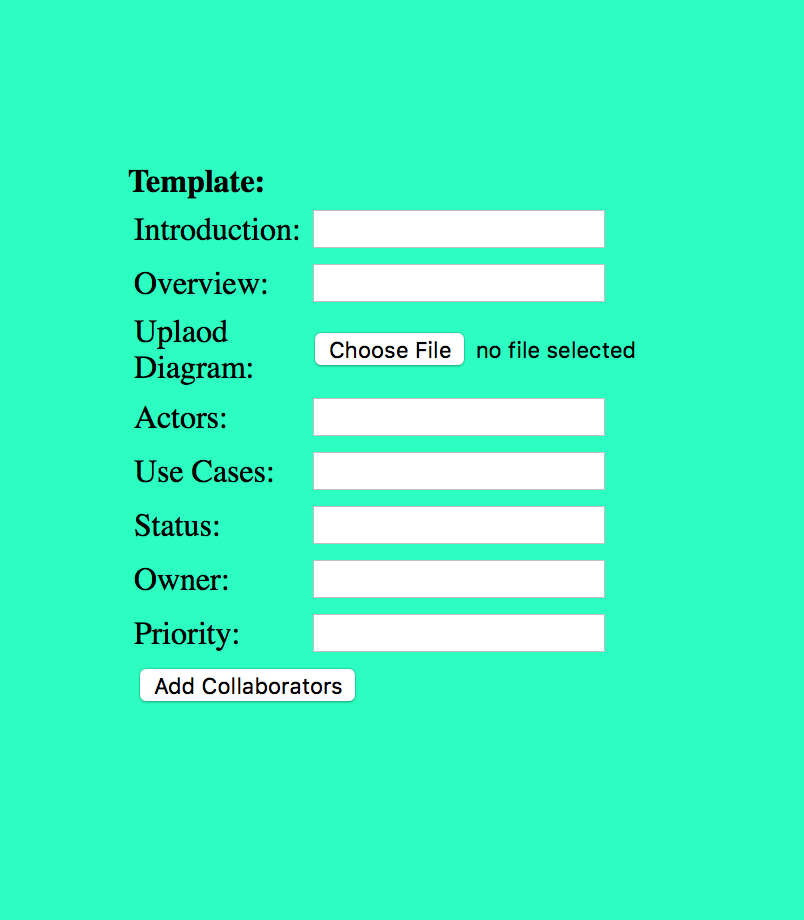 Template:
Introduction:
Overview:
Uplaod
Diagram:
Choose File no file selected
Actors:
Use Cases:
Status:
Owner:
Priority:
Add Collaborators